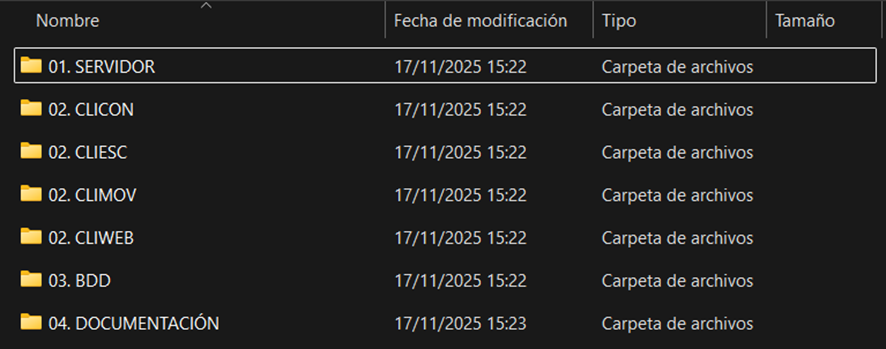 Nombre Fecha de modificación Tipo Tamaño
01. SERVIDOR 17/11/2025 15:22 Carpeta de archivos
02. CLICON 17/11/2025 15:22 Carpeta de archivos
02. CLIESC 17/11/2025 15:22 Carpeta de archivos
02. CLIMOV 17/11/2025 15:22 Carpeta de archivos
02. CLIWEB 17/11/2025 15:22 Carpeta de archivos
03. BDD 17/11/2025 15:22 Carpeta de archivos
04. DOCUMENTACIÓN 17/11/2025 15:23 Carpeta de archivos